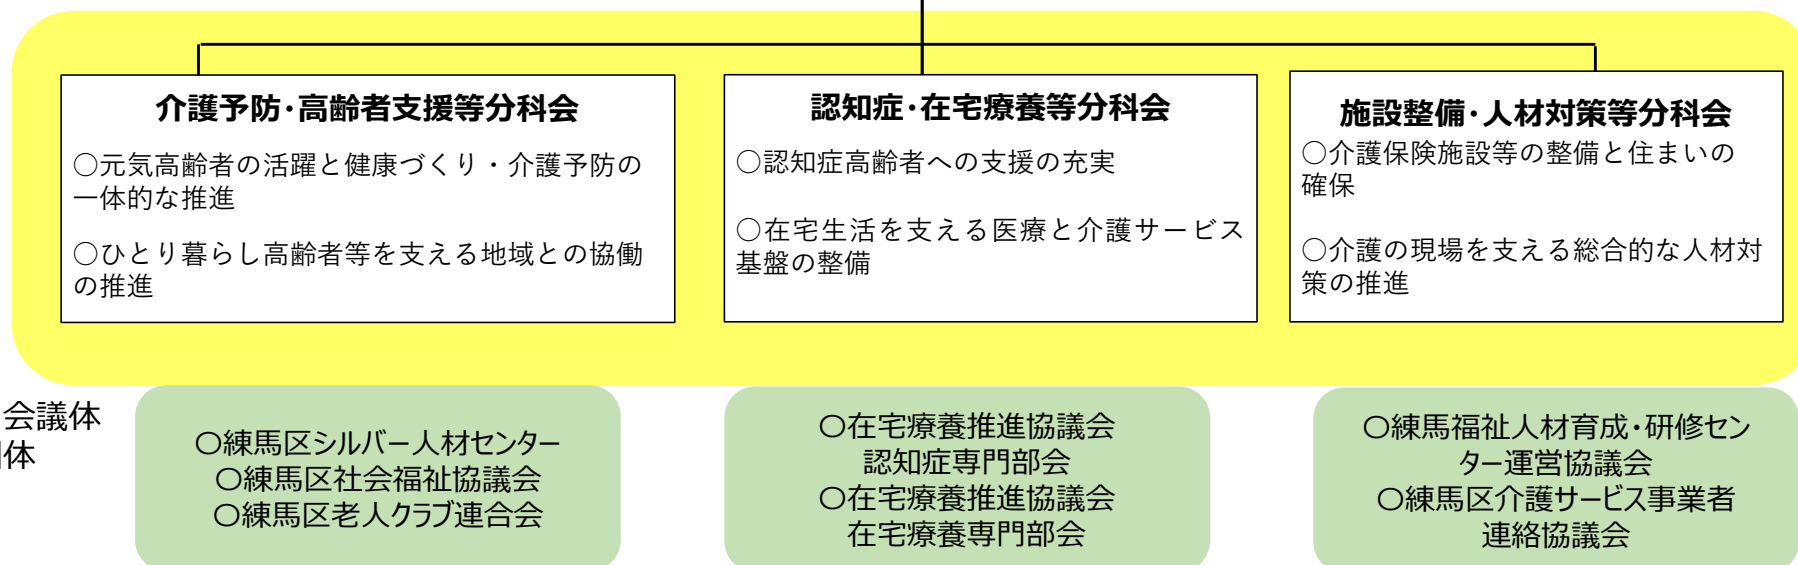 介護予防・高齢者支援等分科会
○元気高齢者の活躍と健康づくり・介護予防の
一体的な推進
○ひとり暮らし高齢者等を支える地域との協働
の推進
認知症・在宅療養等分科会
○認知症高齢者への支援の充実
○在宅生活を支える医療と介護サービス
基盤の整備
施設整備・人材対策等分科会
○介護保険施設等の整備と住まいの
確保
○介護の現場を支える総合的な人材対
策の推進
会議体
体
○練馬区シルバー人材センター
○練馬区社会福祉協議会
○練馬区老人クラブ連合会
○在宅療養推進協議会
認知症専門部会
○在宅療養推進協議会
在宅療養専門部会
○練馬福祉人材育成・研修セン
ター運営協議会
○練馬区介護サービス事業者
連絡協議会